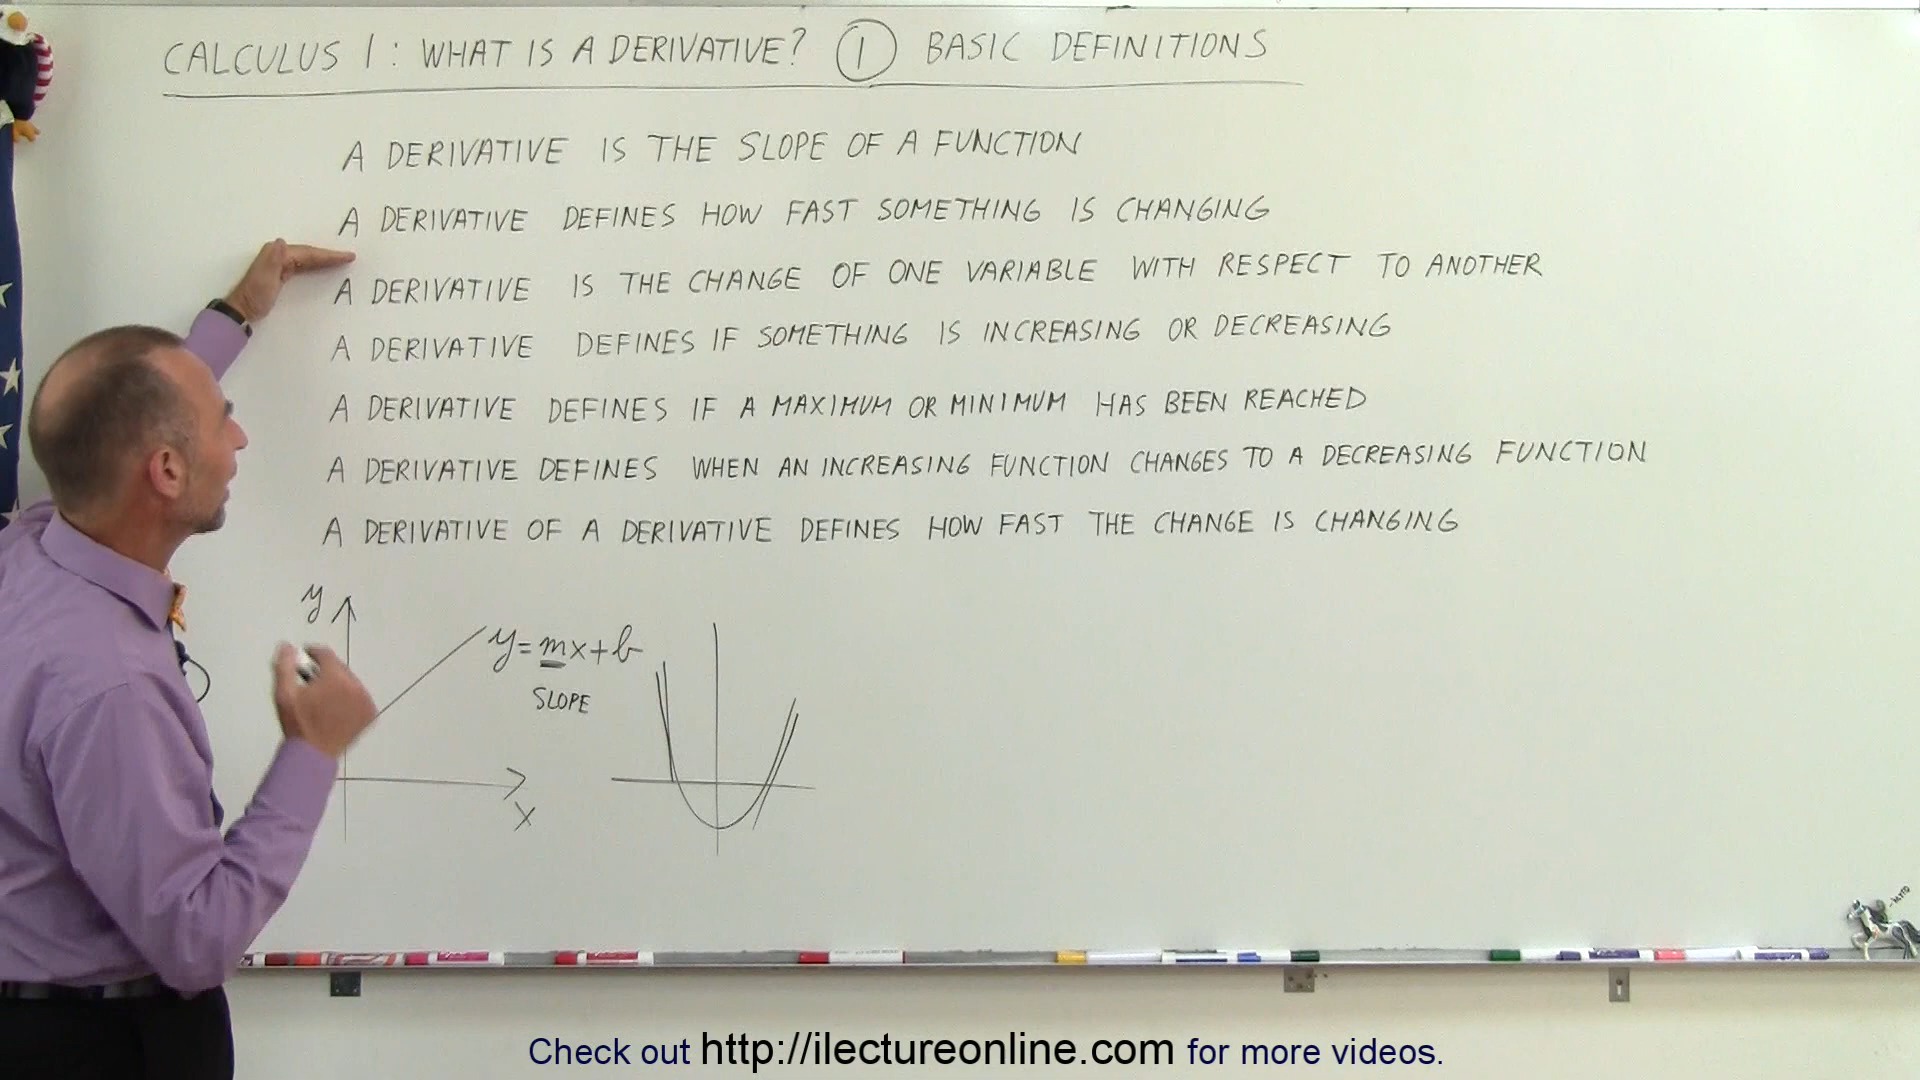 CALCULUS 1: WHAT IS A DERIVATIVE? ① BASIC DEFINITIONS
A DERIVATIVE IS THE SLOPE OF A FUNCTION
A DERIVATIVE DEFINES HOW FAST SOMETHING IS CHANGING
A DERIVATIVE IS THE CHANGE OF ONE VARIABLE WITH RESPECT TO ANOTHER
A DERIVATIVE DEFINES IF SOMETHING IS INCREASING OR DECREASING
A DERIVATIVE DEFINES IF A MAXIMUM OR MINIMUM HAS BEEN REACHED
A DERIVATIVE DEFINES WHEN AN INCREASING FUNCTION CHANGES TO A DECREASING FUNCTION
A DERIVATIVE OF A DERIVATIVE DEFINES HOW FAST THE CHANGE IS CHANGING
y
y=mx+b
SLOPE
x
Check out http://ilectureonline.com for more videos.